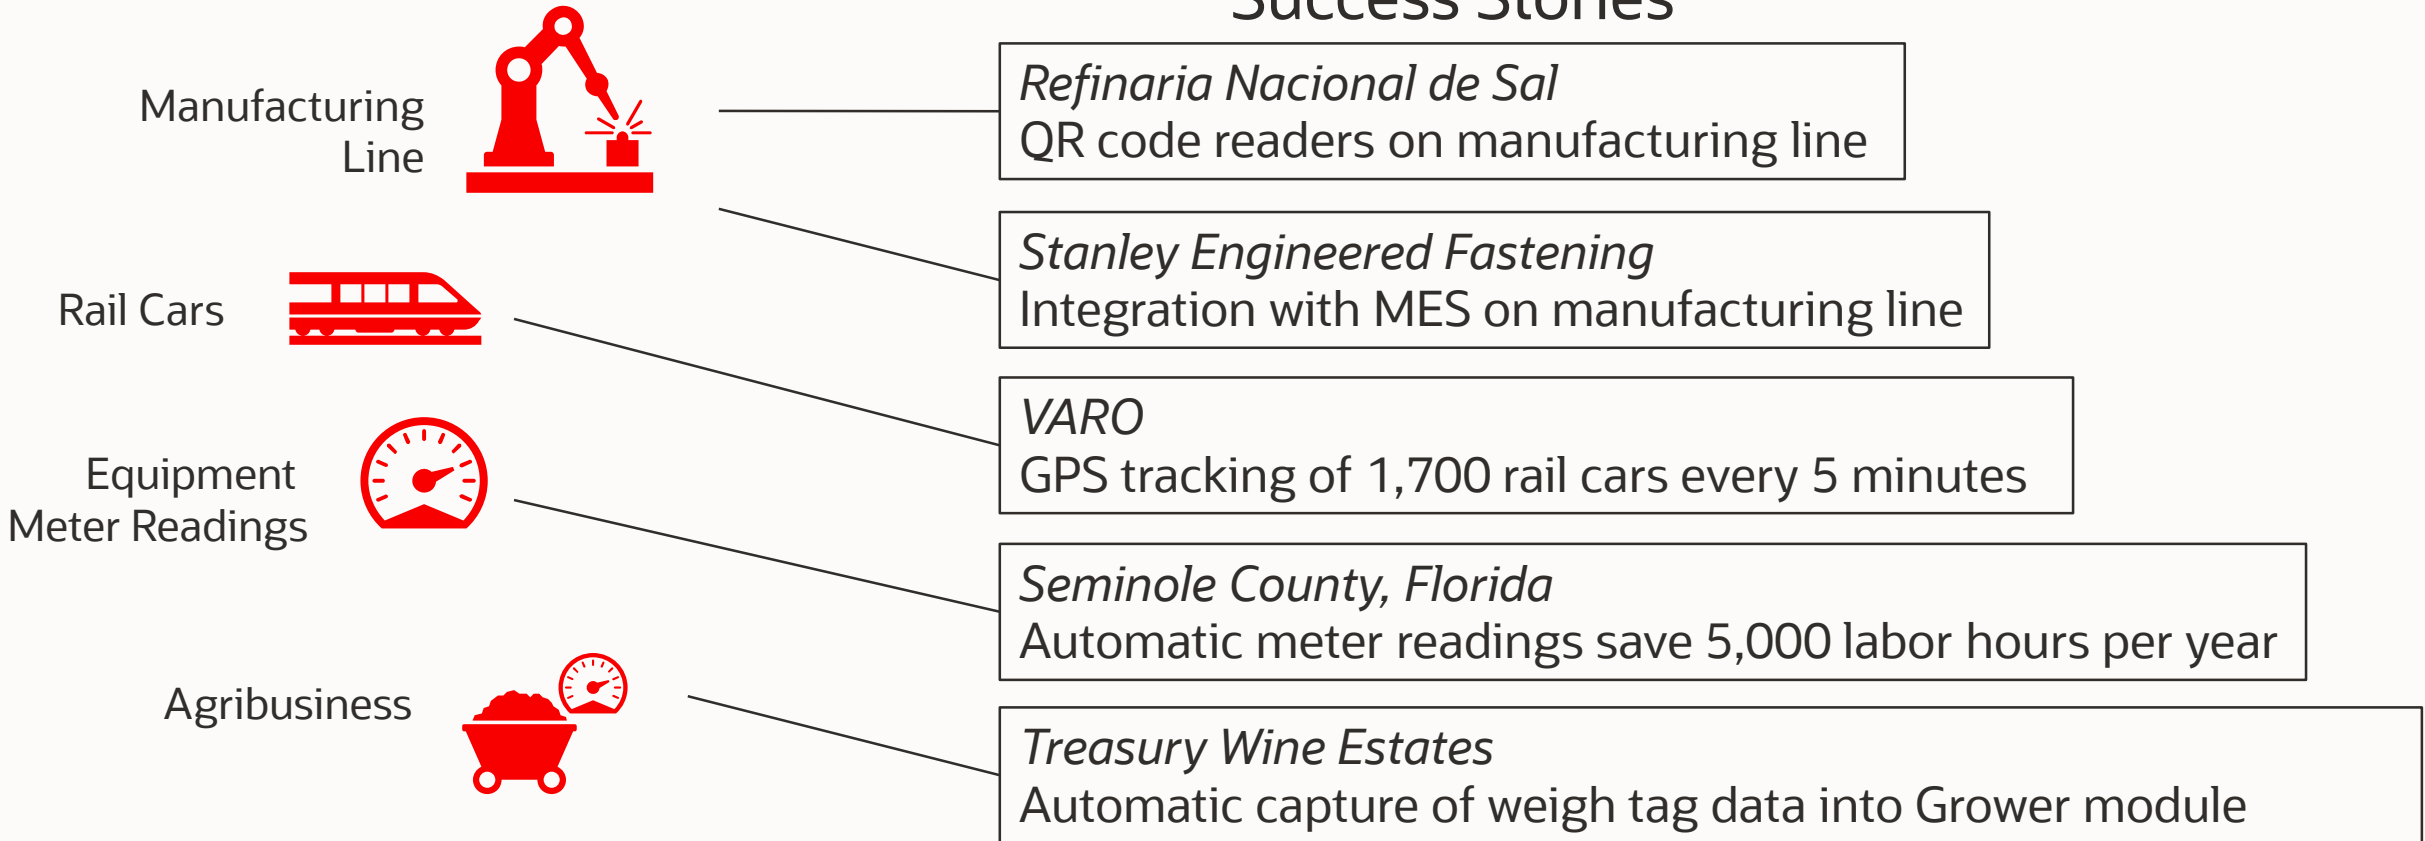 Success Stories
Manufacturing
Line
Refinaria Nacional de Sal
QR code readers on manufacturing line
Stanley Engineered Fastening
Integration with MES on manufacturing line
Rail Cars
VARO
GPS tracking of 1,700 rail cars every 5 minutes
Equipment
Meter Readings
Seminole County, Florida
Automatic meter readings save 5,000 labor hours per year
Agribusiness
Treasury Wine Estates
Automatic capture of weigh tag data into Grower module